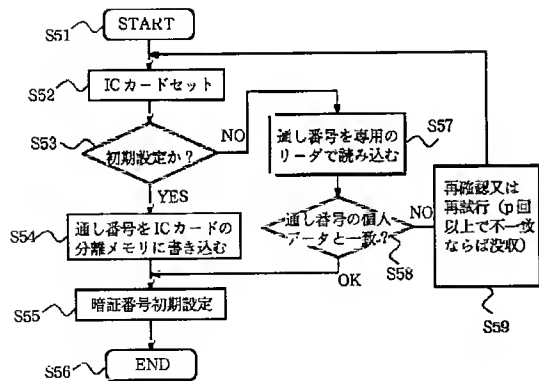 S51
START
S52
ICカードセット
S53
初期設定か?
NO
YES
S54
通し番号をICカードの
分離メモリに書き込む
S55
暗証番号初期設定
S56
END
通し番号を専用の
リーダで読み込む
S57
通し番号の個人
データと一致?
NO
OK
S58
再確認又は
再試行(p回
以上で不一致
ならば没収)
S59